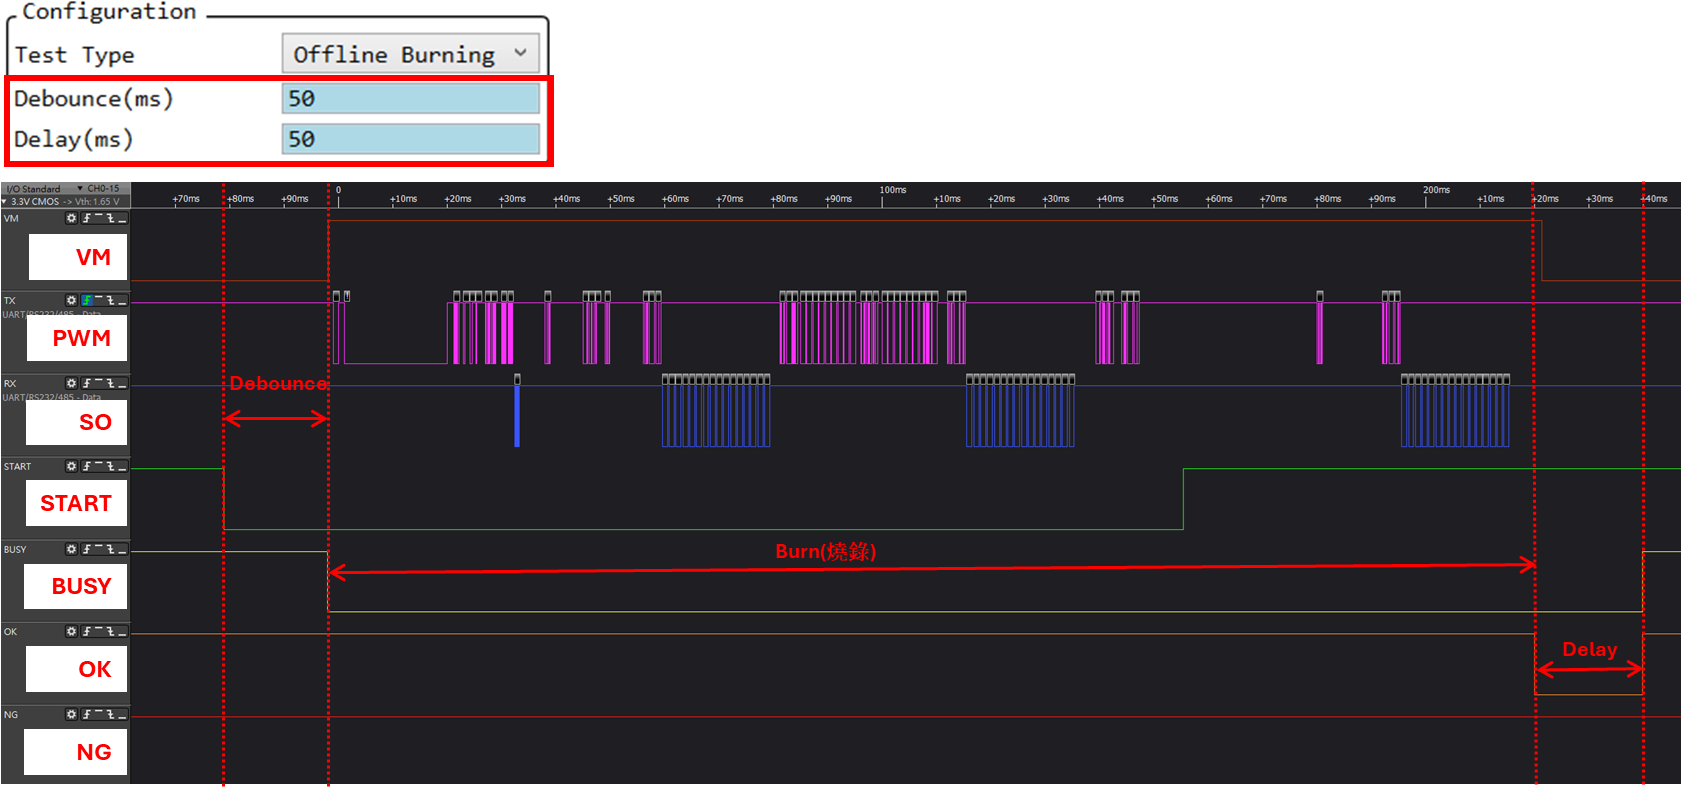 Configuration
Test Type Offline Burning
Debounce(ms) 50
Delay(ms) 50
I/O Standard CH0-15
3.3V CMOS -> Vth: 1.65 V
+70ms +80ms +90ms 0 +10ms +20ms +30ms +40ms +50ms +60ms +70ms +80ms +90ms 100ms +10ms +20ms +30ms +40ms +50ms +60ms +70ms +80ms +90ms 200ms +10ms +20ms +30ms +40ms
VM
VM
TX
UART/RS232/485 - Data
PWM
RX
Debounce
UART/RS232/485 - Data
SO
START
START
BUSY
Burn(燒錄)
BUSY
OK
Delay
OK
NG
NG